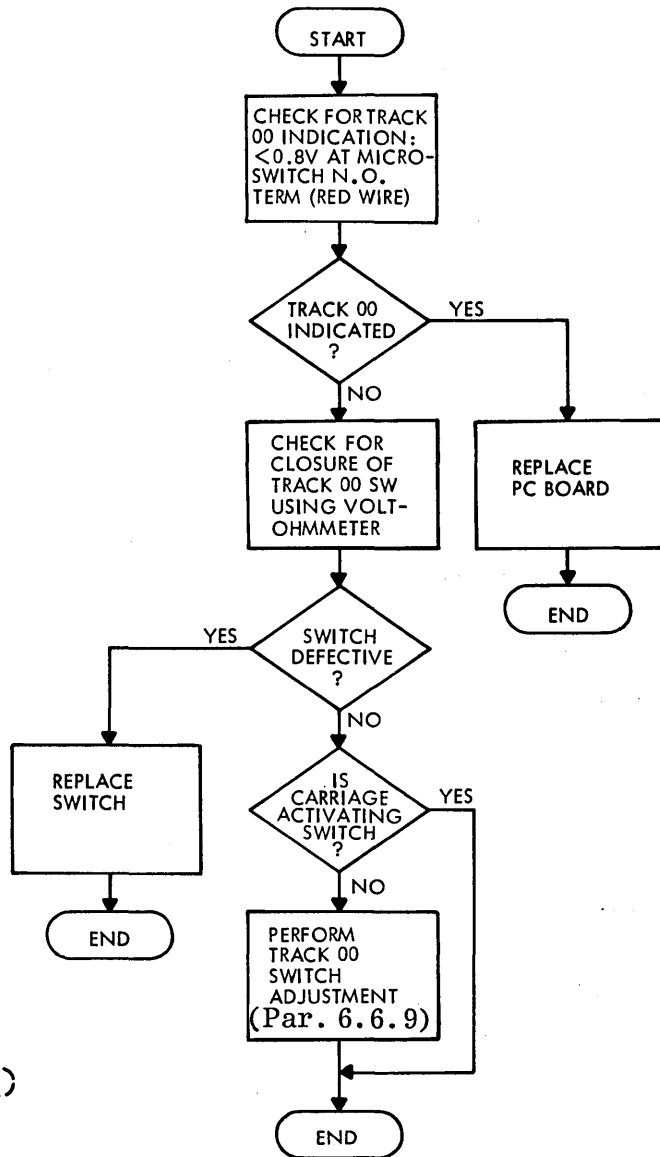 START
CHECK FOR TRACK
00 INDICATION:
<0.8V AT MICRO-
SWITCH N.O.
TERM (RED WIRE)
TRACK 00
INDICATED
?
YES
NO
CHECK FOR
CLOSURE OF
TRACK 00 SW
USING VOLT-
OHMMETER
REPLACE
PC BOARD
END
YES
SWITCH
DEFECTIVE
?
NO
REPLACE
SWITCH
END
IS
CARRIAGE
ACTIVATING
SWITCH
?
YES
NO
PERFORM
TRACK 00
SWITCH
ADJUSTMENT
(Par. 6.6.9)
END